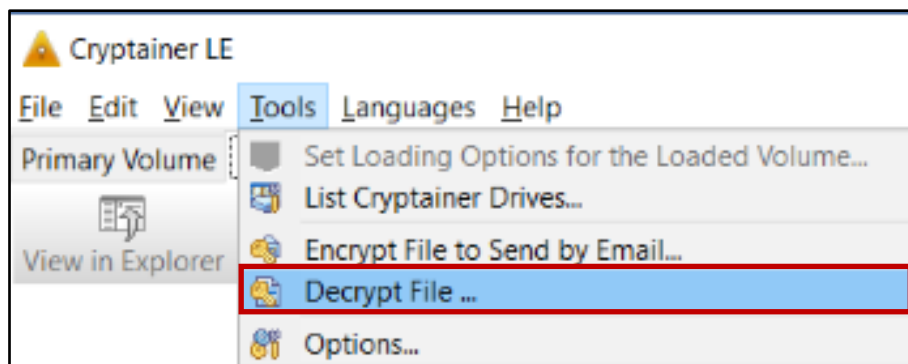 Cryptainer LE
File Edit View Tools Languages Help
Primary Volume
Set Loading Options for the Loaded Volume...
List Cryptainer Drives...
View in Explorer
Encrypt File to Send by Email...
Decrypt File ...
Options...